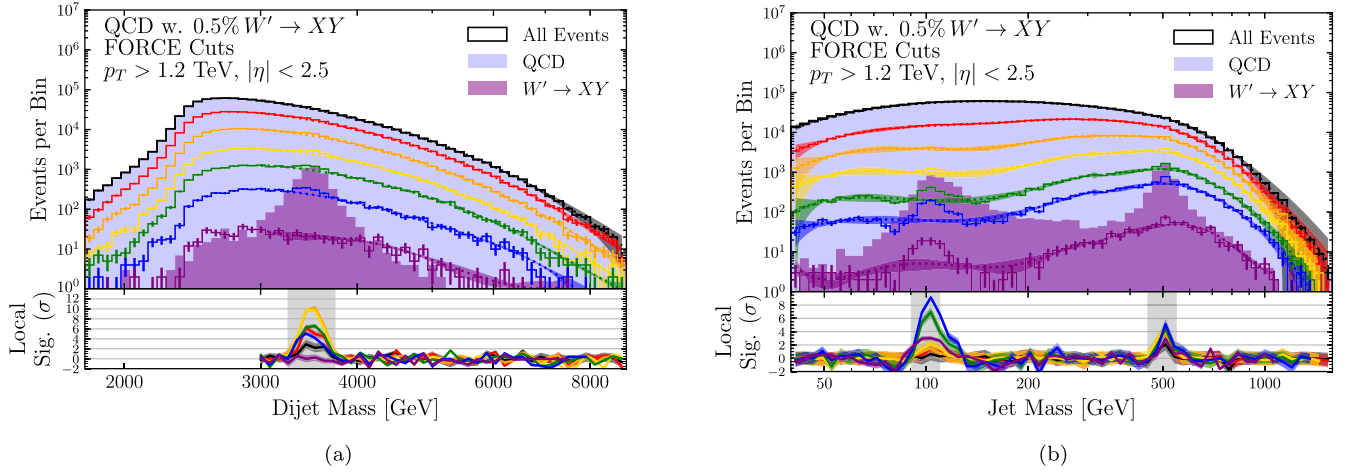 QCD w. 0.5% W′ → XY
FORCE Cuts
p_T > 1.2 TeV, |η| < 2.5
All Events
QCD
W′ → XY
Events per Bin
10^7
10^6
10^5
10^4
10^3
10^2
10^1
10^0
Local
Sig. (σ)
12
10
8
6
4
2
0
−2
2000 3000 4000 6000 8000
Dijet Mass [GeV]
(a)
QCD w. 0.5% W′ → XY
FORCE Cuts
p_T > 1.2 TeV, |η| < 2.5
All Events
QCD
W′ → XY
Events per Bin
10^7
10^6
10^5
10^4
10^3
10^2
10^1
10^0
Local
Sig. (σ)
8
6
4
2
0
−2
50 100 200 500 1000
Jet Mass [GeV]
(b)